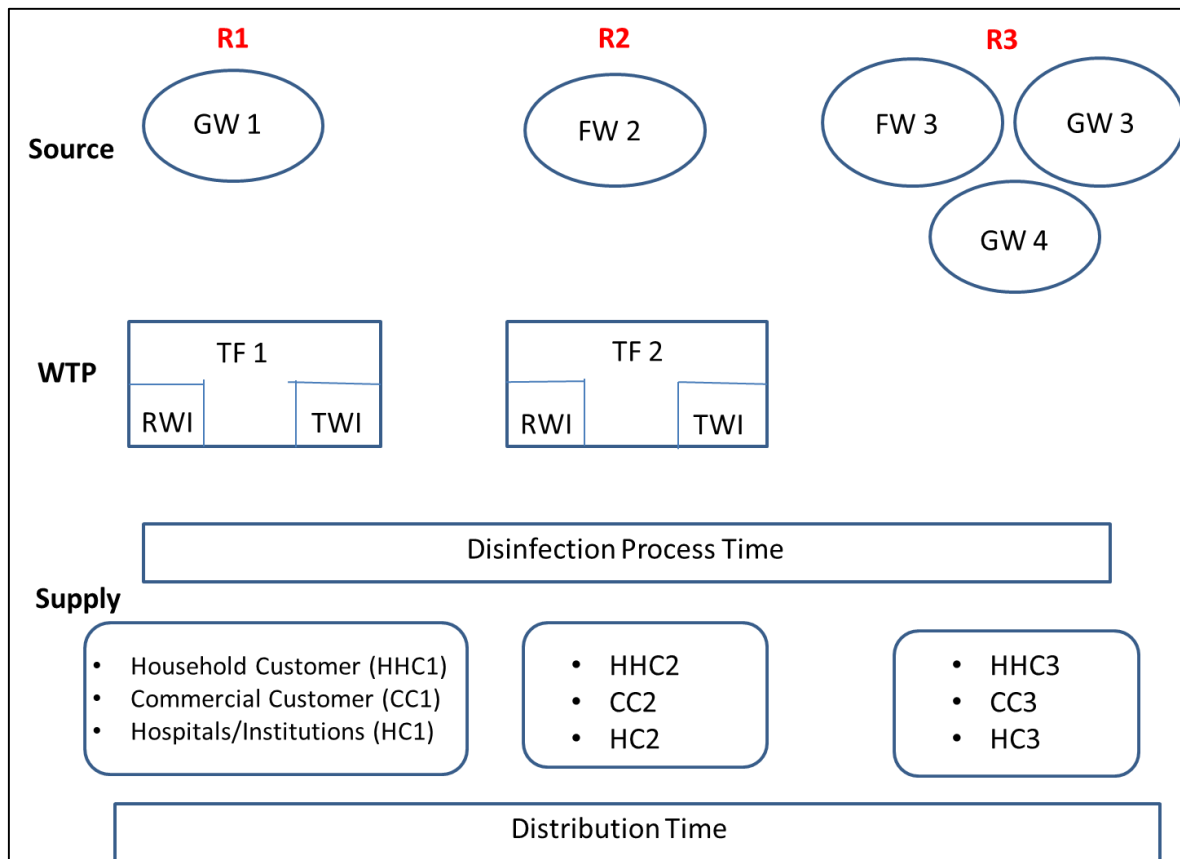 R1 R2 R3
Source
GW 1
FW 2
FW 3
GW 3
GW 4
WTP
TF 1
RWI
TWI
TF 2
RWI
TWI
Disinfection Process Time
Supply
• Household Customer (HHC1)
• Commercial Customer (CC1)
• Hospitals/Institutions (HC1)
• HHC2
• CC2
• HC2
• HHC3
• CC3
• HC3
Distribution Time